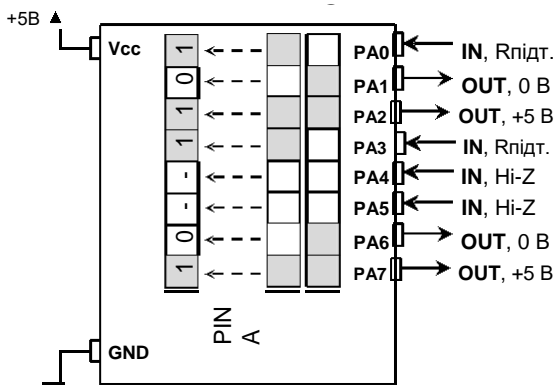 +5В
Vcc 1 PA0 IN, Rпідт.
0 PA1 OUT, 0 В
1 PA2 OUT, +5 В
1 PA3 IN, Rпідт.
- PA4 IN, Hi-Z
- PA5 IN, Hi-Z
0 PA6 OUT, 0 В
1 PA7 OUT, +5 В
PIN
A
GND